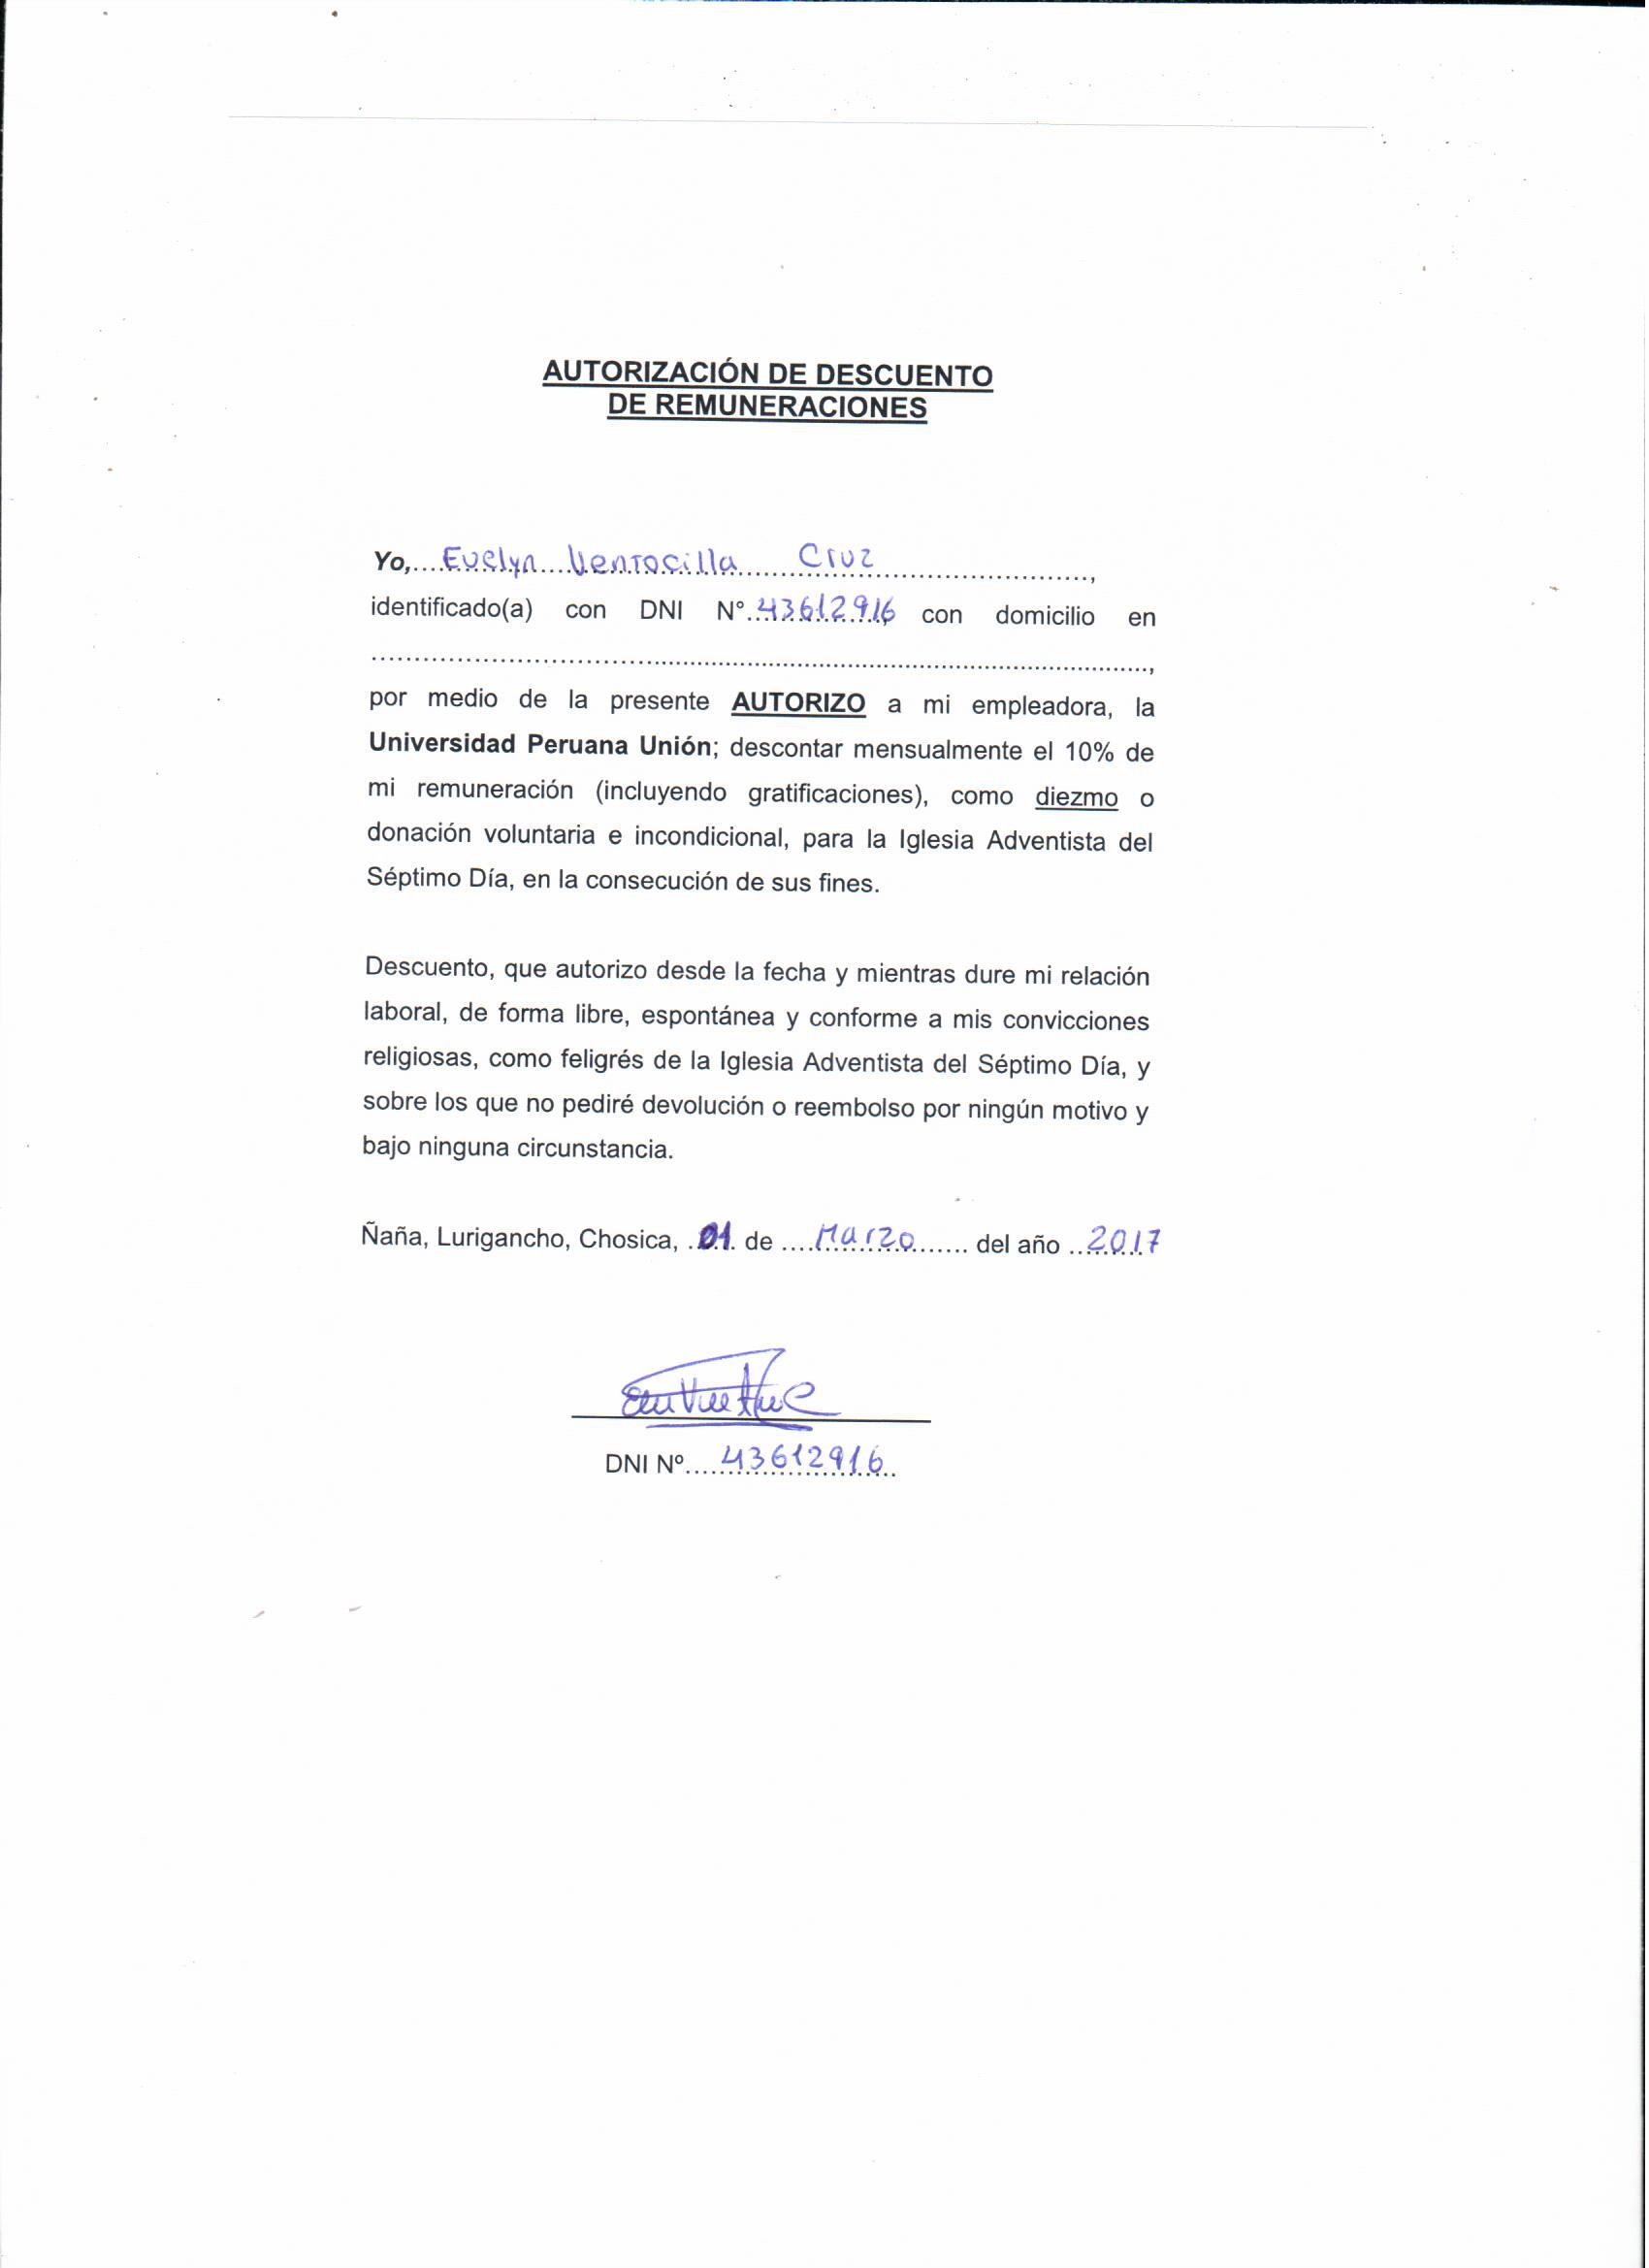 AUTORIZACIÓN DE DESCUENTO
DE REMUNERACIONES
Yo,....Evelyn Ventocilla Cruz..............................,
identificado(a) con DNI N°.43612916 con domicilio en
...........................................................................................,
por medio de la presente AUTORIZO a mi empleadora, la
Universidad Peruana Unión; descontar mensualmente el 10% de
mi remuneración (incluyendo gratificaciones), como diezmo o
donación voluntaria e incondicional, para la Iglesia Adventista del
Séptimo Día, en la consecución de sus fines.
Descuento, que autorizo desde la fecha y mientras dure mi relación
laboral, de forma libre, espontánea y conforme a mis convicciones
religiosas, como feligrés de la Iglesia Adventista del Séptimo Día, y
sobre los que no pediré devolución o reembolso por ningún motivo y
bajo ninguna circunstancia.
Ñaña, Lurigancho, Chosica, .01. de ....Marzo....... del año ..2017
DNI Nº....43612916.